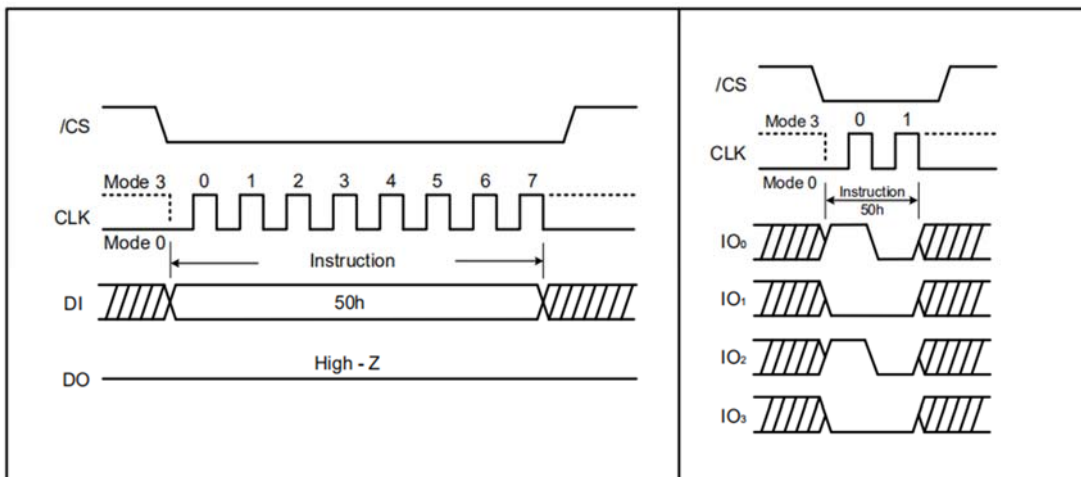 /CS
Mode 3
0 1 2 3 4 5 6 7
CLK
Mode 0
Instruction
DI
50h
High - Z
DO
/CS
Mode 3
0 1
CLK
Mode 0
Instruction
50h
IO₀
IO₁
IO₂
IO₃